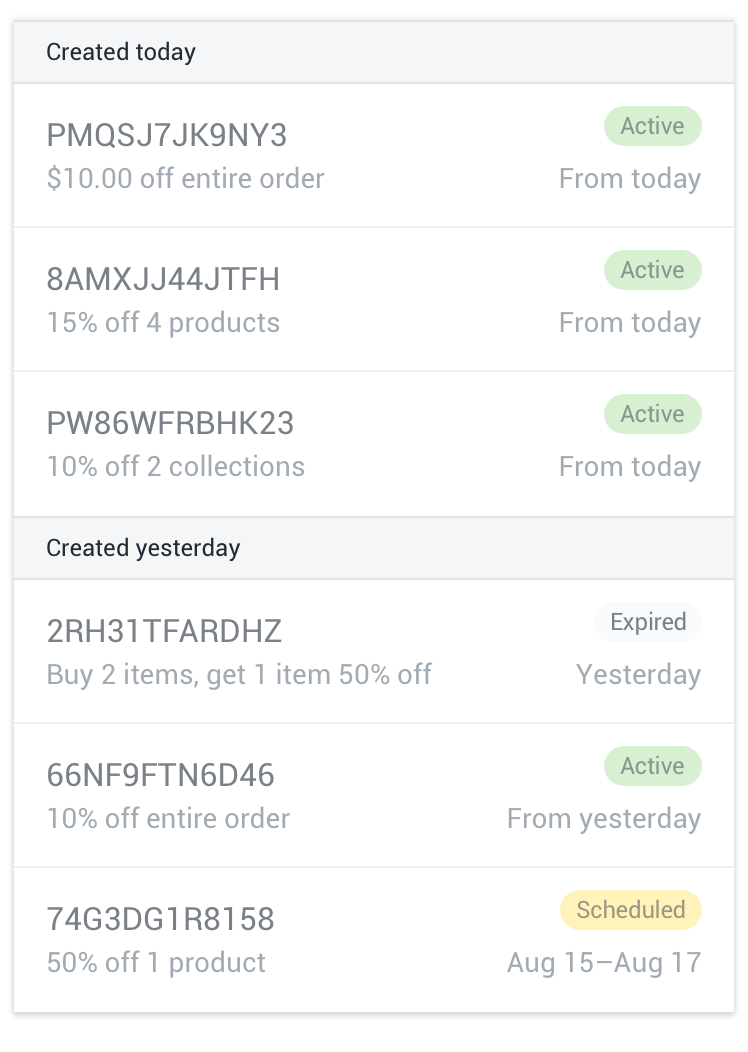 Created today
PMQSJ7JK9NY3
Active
$10.00 off entire order
From today
8AMXJJ44JTFH
Active
15% off 4 products
From today
PW86WFRBHK23
Active
10% off 2 collections
From today
Created yesterday
2RH31TFARDHZ
Expired
Buy 2 items, get 1 item 50% off
Yesterday
66NF9FTN6D46
Active
10% off entire order
From yesterday
74G3DG1R8158
Scheduled
50% off 1 product
Aug 15–Aug 17